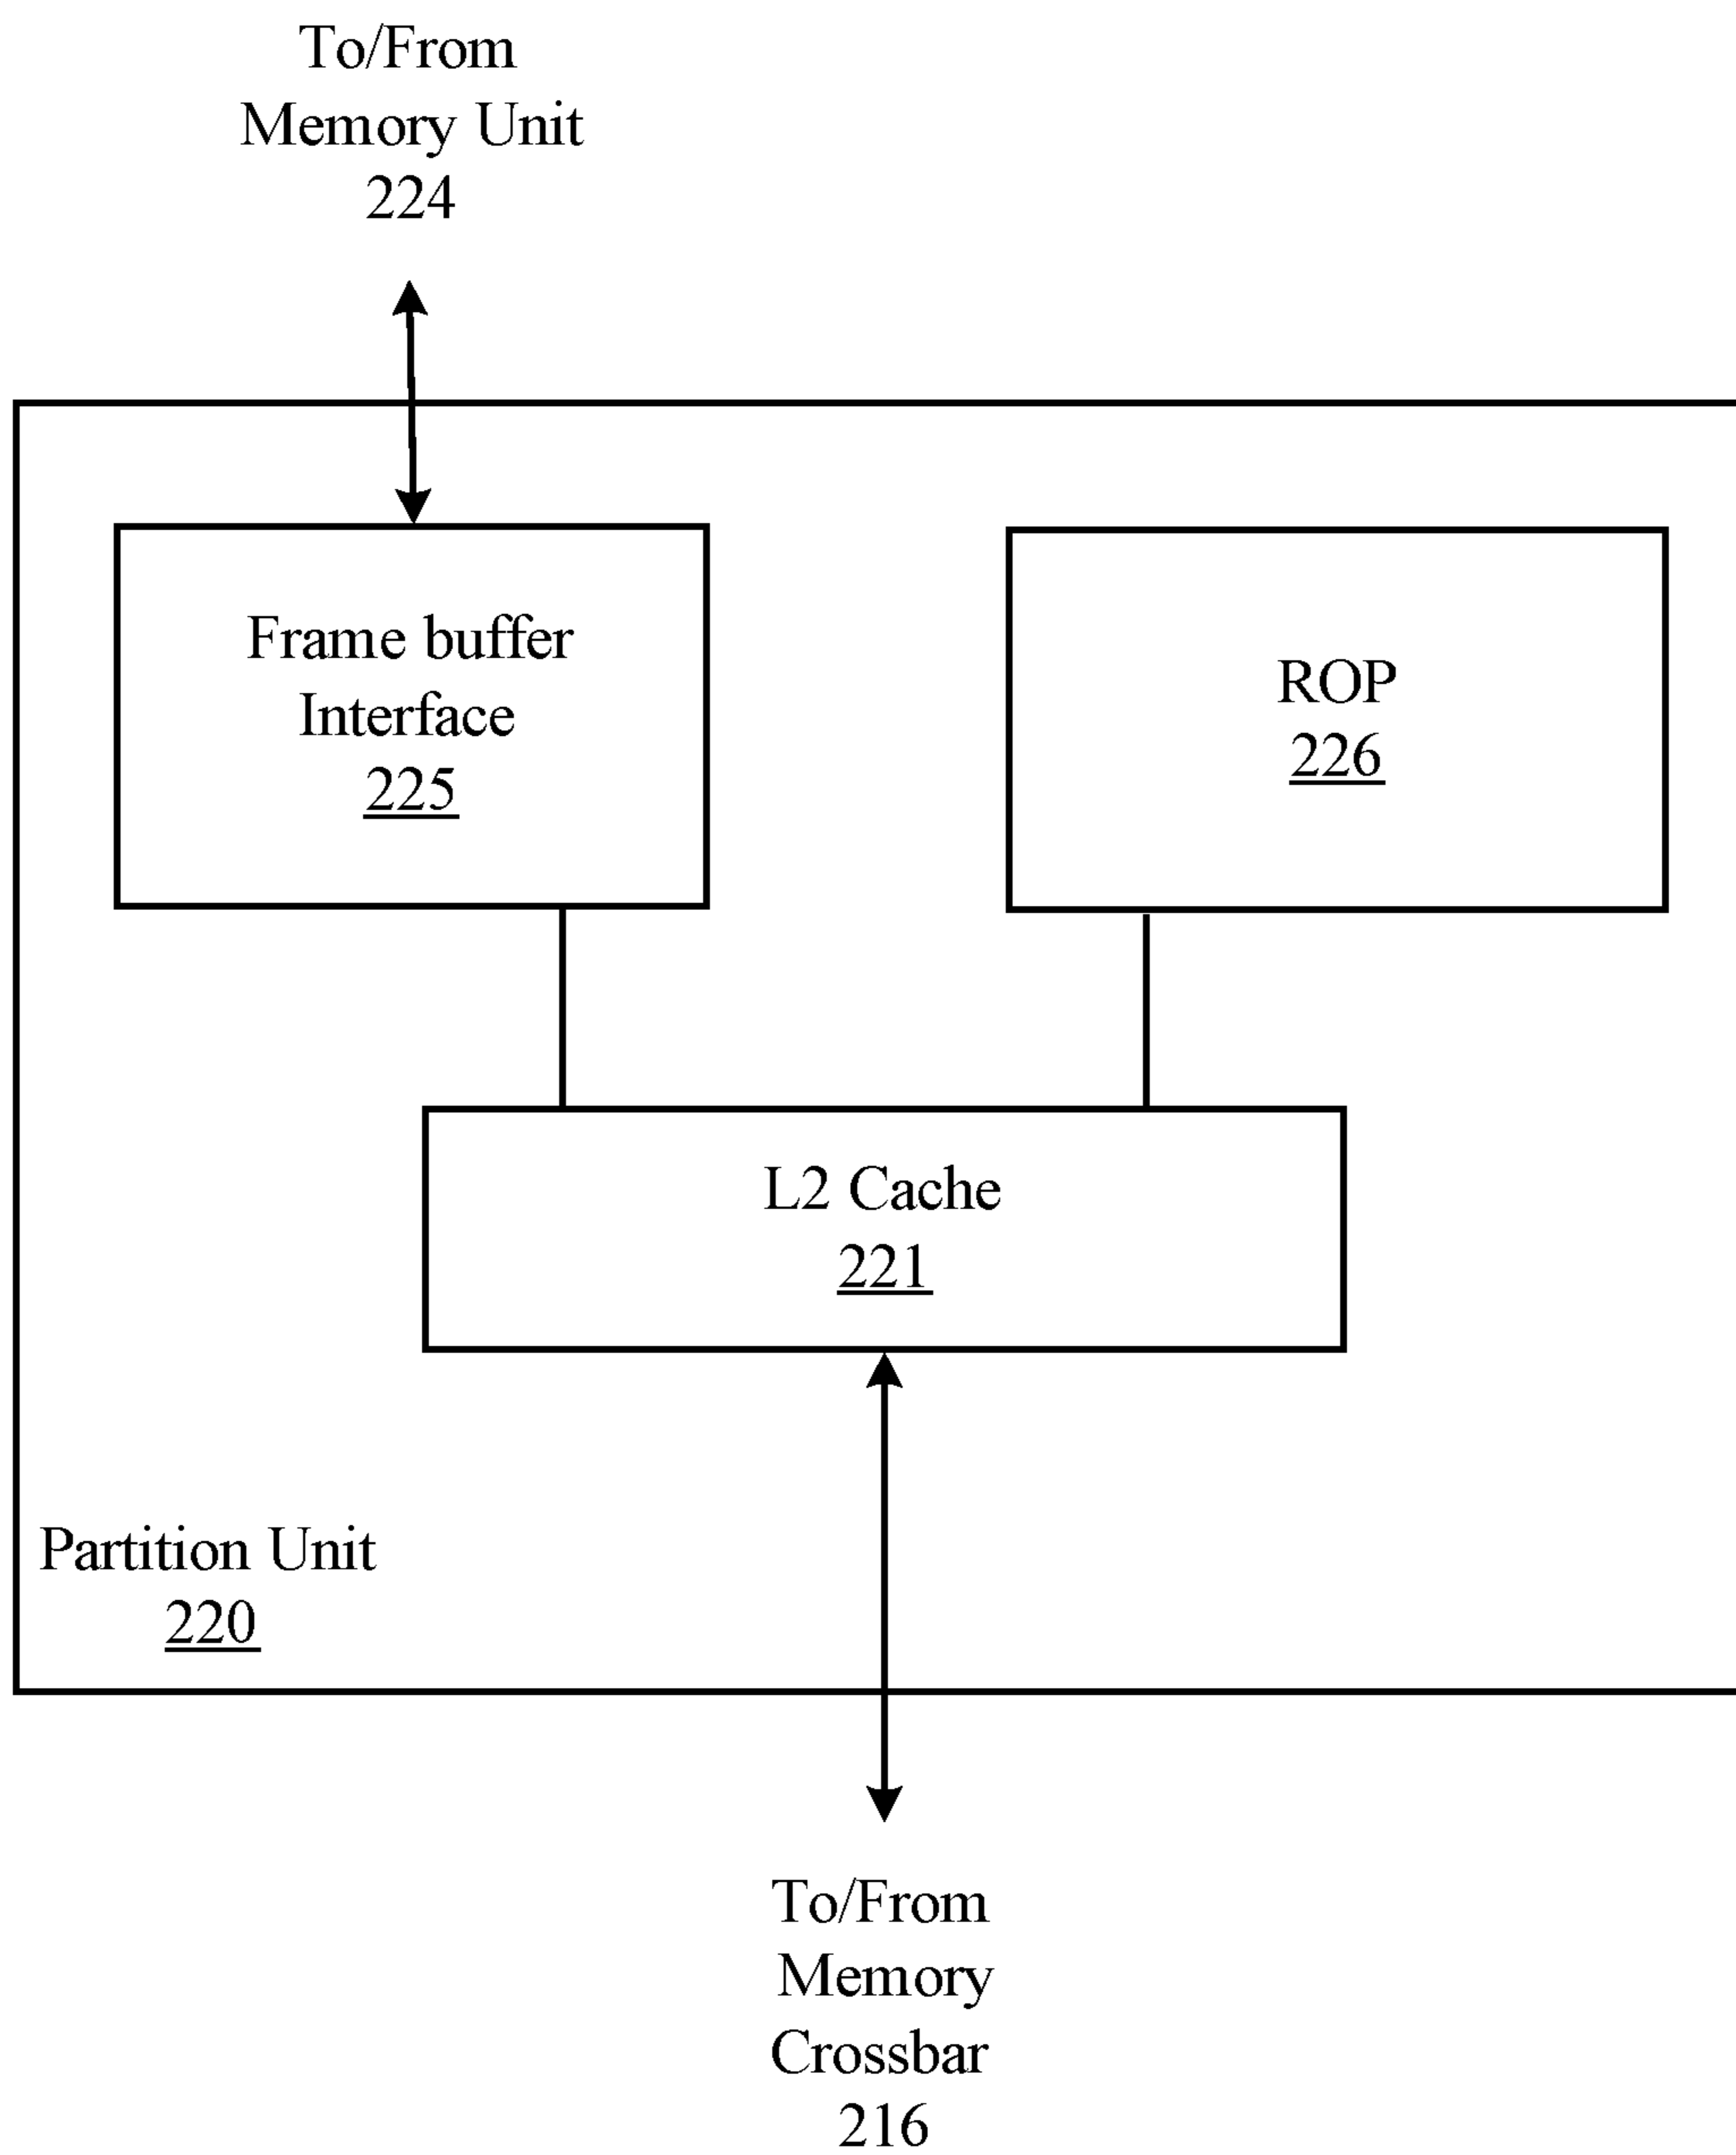 To/From
Memory Unit
224
Frame buffer
Interface
225
ROP
226
L2 Cache
221
Partition Unit
220
To/From
Memory
Crossbar
216